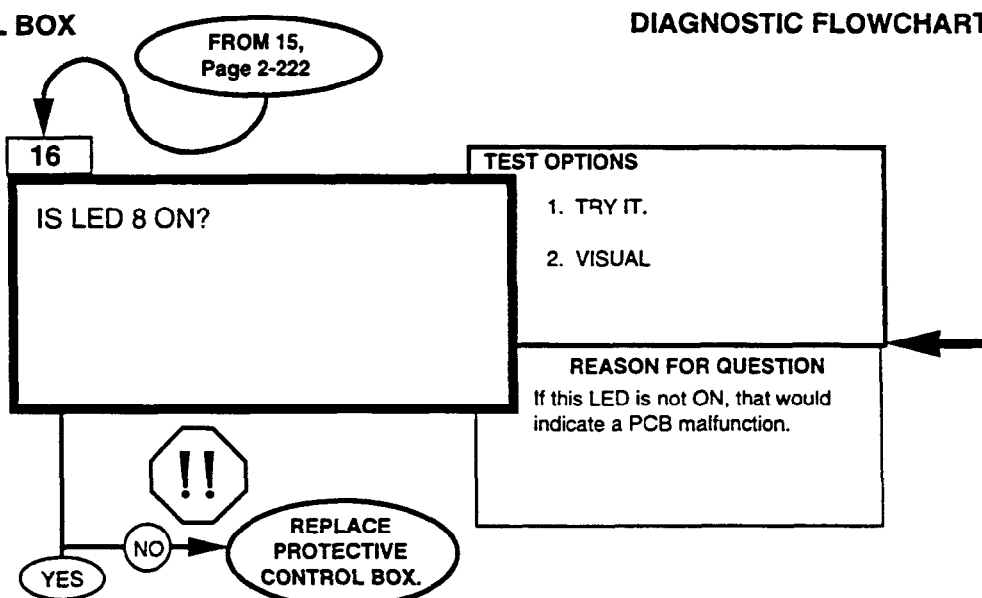 L BOX
DIAGNOSTIC FLOWCHART
FROM 15,
Page 2-222
16
IS LED 8 ON?
TEST OPTIONS
1. TRY IT.
2. VISUAL
REASON FOR QUESTION
If this LED is not ON, that would
indicate a PCB malfunction.
!!
NO
REPLACE
PROTECTIVE
CONTROL BOX.
YES